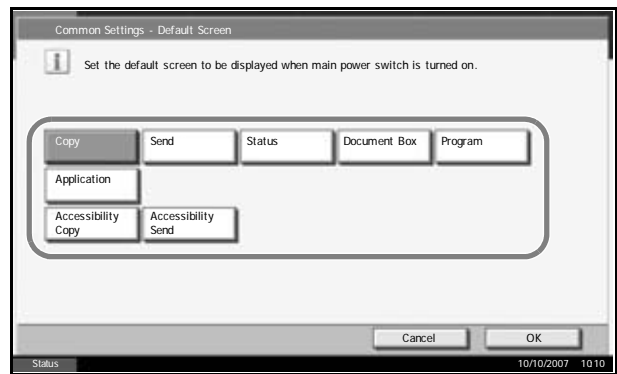 Common Settings - Default Screen
i Set the default screen to be displayed when main power switch is turned on.
Copy Send Status Document Box Program
Application
Accessibility Copy Accessibility Send
Cancel OK
Status 10/10/2007 10:10